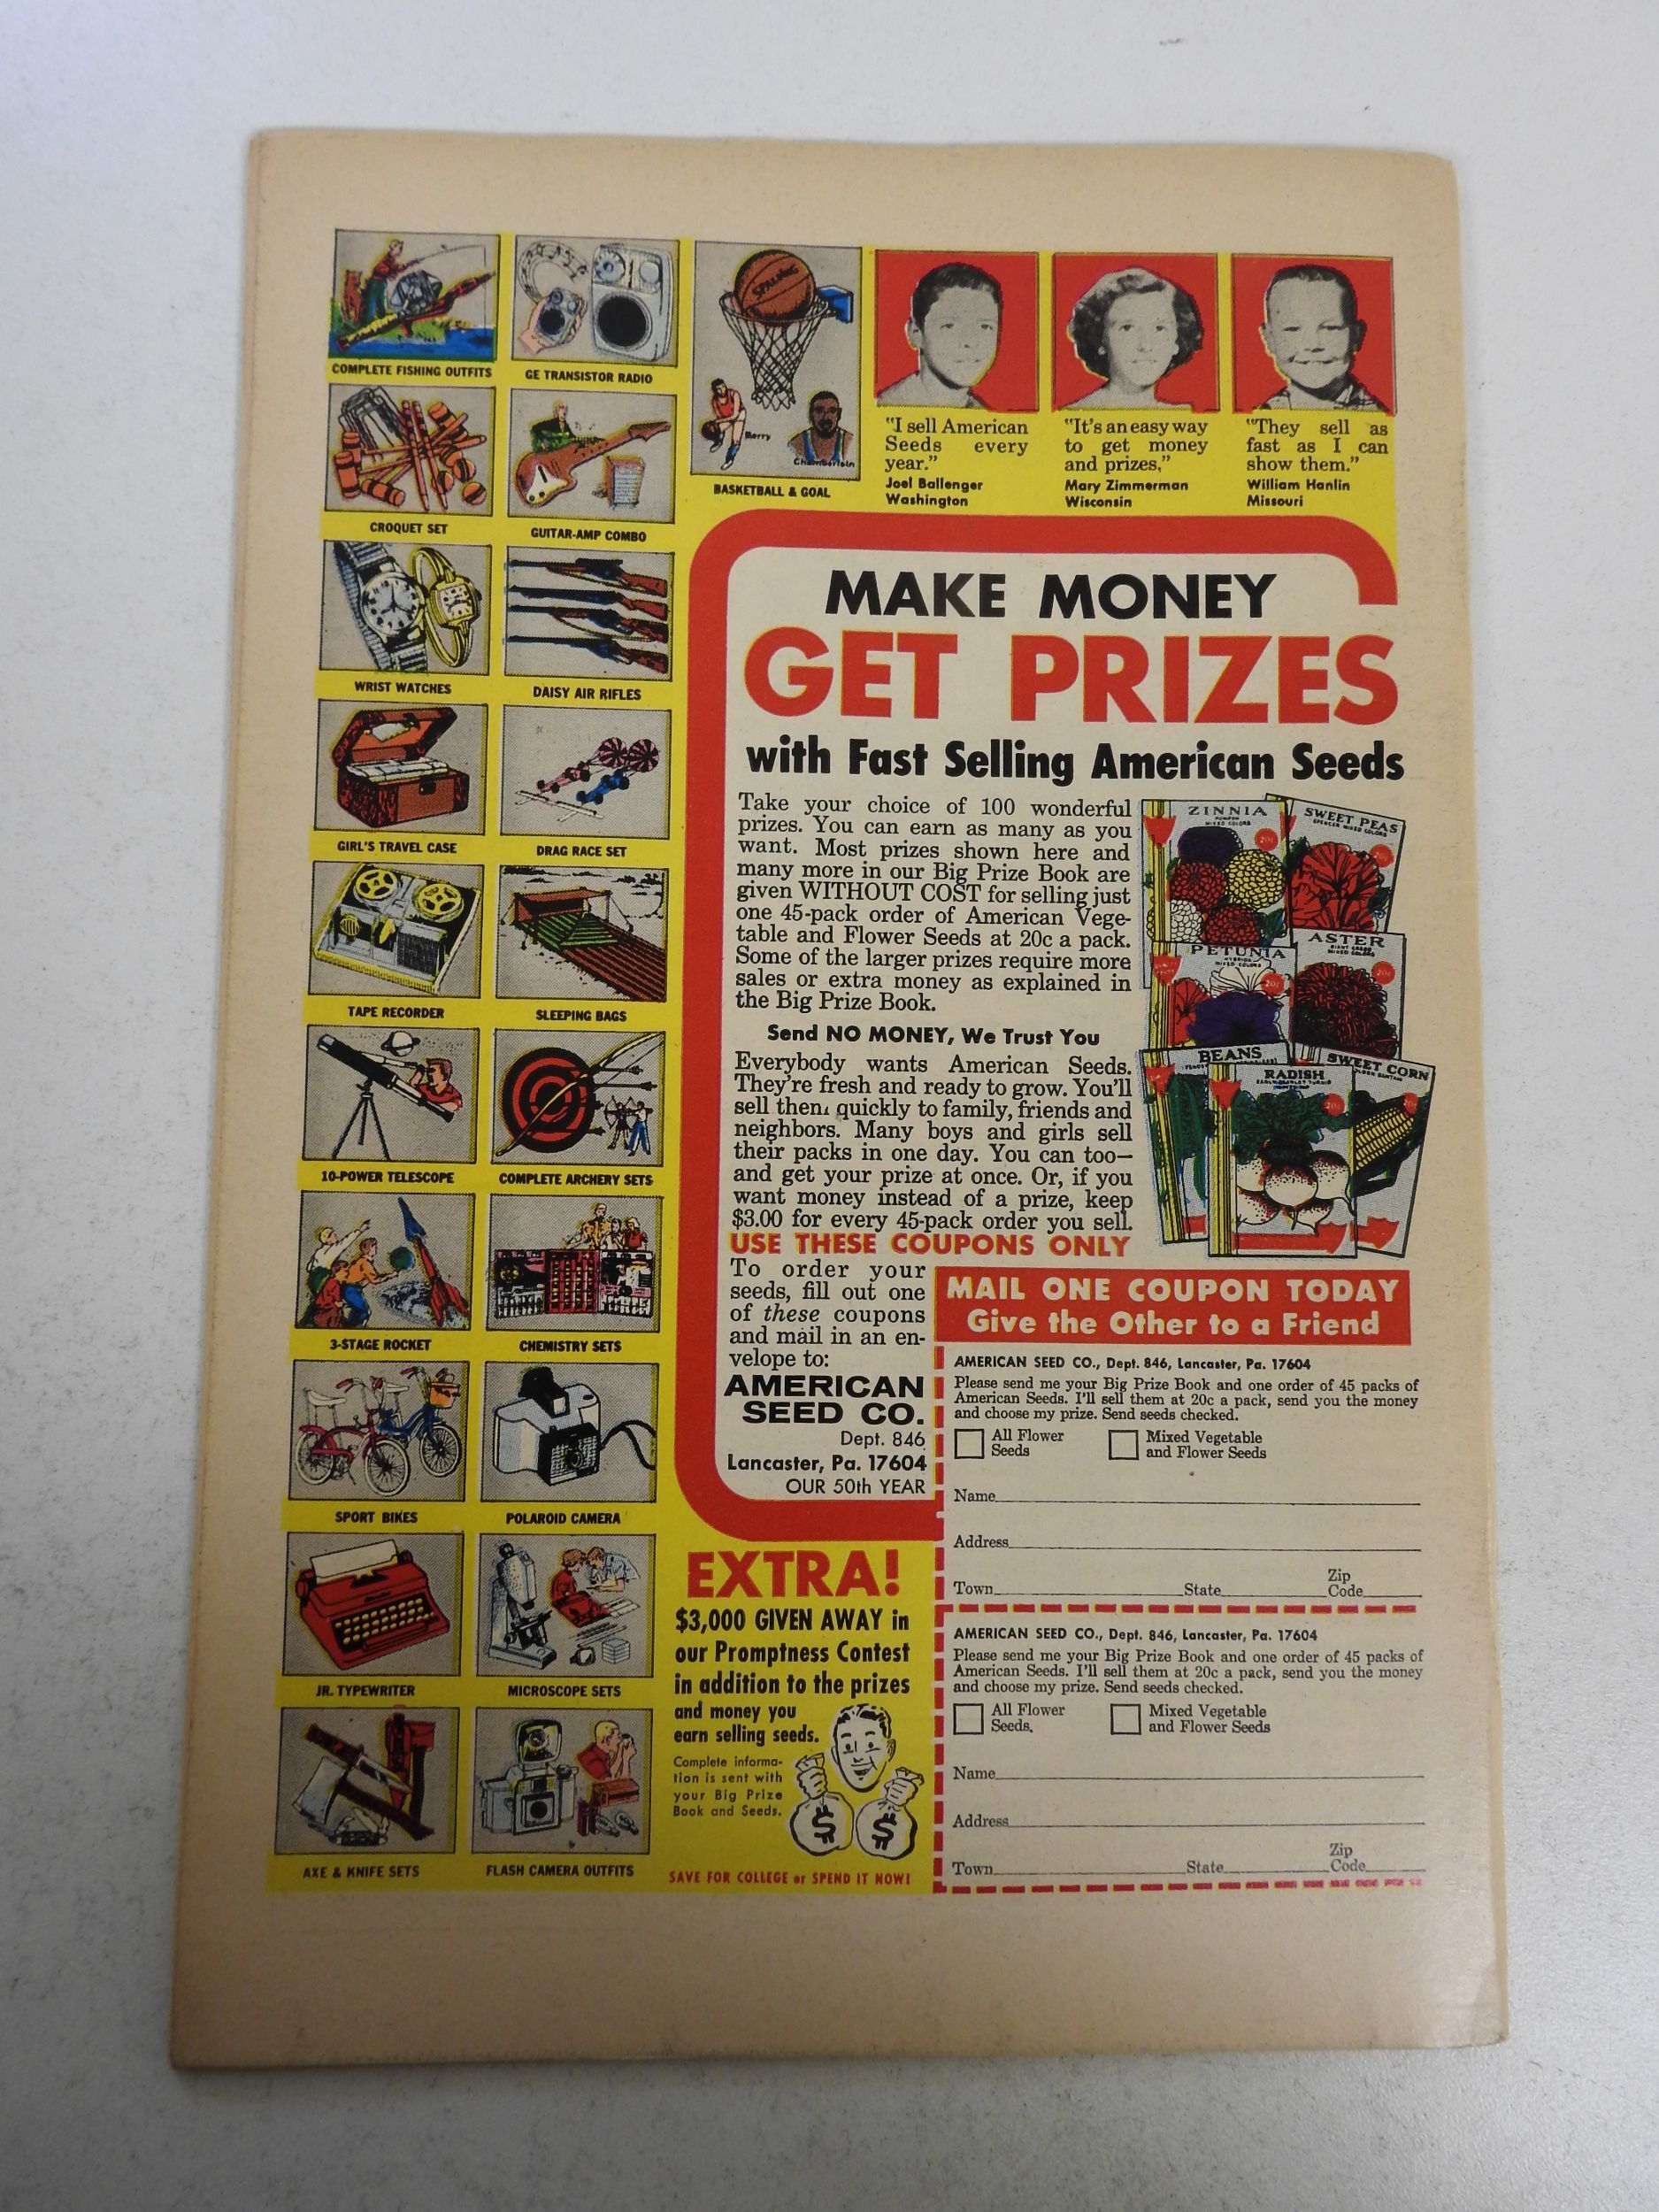 COMPLETE FISHING OUTFITS
GE TRANSISTOR RADIO
CROQUET SET
GUITAR-AMP COMBO
WRIST WATCHES
DAISY AIR RIFLES
GIRL'S TRAVEL CASE
DRAG RACE SET
TAPE RECORDER
SLEEPING BAGS
10-POWER TELESCOPE
COMPLETE ARCHERY SETS
3-STAGE ROCKET
CHEMISTRY SETS
SPORT BIKES
POLAROID CAMERA
JR. TYPEWRITER
MICROSCOPE SETS
AXE & KNIFE SETS
FLASH CAMERA OUTFITS
SPALDING
Barry
Chamberlain
BASKETBALL & GOAL
"I sell American
Seeds every
year."
Joel Ballenger
Washington
"It's an easy way
to get money
and prizes,"
Mary Zimmerman
Wisconsin
"They sell as
fast as I can
show them."
William Hanlin
Missouri
MAKE MONEY
GET PRIZES
with Fast Selling American Seeds
Take your choice of 100 wonderful
prizes. You can earn as many as you
want. Most prizes shown here and
many more in our Big Prize Book are
given WITHOUT COST for selling just
one 45-pack order of American Vege-
table and Flower Seeds at 20c a pack.
Some of the larger prizes require more
sales or extra money as explained in
the Big Prize Book.
Send NO MONEY, We Trust You
Everybody wants American Seeds.
They're fresh and ready to grow. You'll
sell them quickly to family, friends and
neighbors. Many boys and girls sell
their packs in one day. You can too—
and get your prize at once. Or, if you
want money instead of a prize, keep
$3.00 for every 45-pack order you sell.
USE THESE COUPONS ONLY
To order your
seeds, fill out one
of these coupons
and mail in an en-
velope to:
AMERICAN
SEED CO.
Dept. 846
Lancaster, Pa. 17604
OUR 50th YEAR
ZINNIA
MIXED COLORS
20c
SWEET PEAS
SPENCER MIXED COLORS
20c
PETUNIA
MIXED COLORS
20c
ASTER
MIXED COLORS
20c
BEANS
RADISH
20c
SWEET CORN
20c
MAIL ONE COUPON TODAY
Give the Other to a Friend
AMERICAN SEED CO., Dept. 846, Lancaster, Pa. 17604
Please send me your Big Prize Book and one order of 45 packs of
American Seeds. I'll sell them at 20c a pack, send you the money
and choose my prize. Send seeds checked.
All Flower
Seeds
Mixed Vegetable
and Flower Seeds
Name
Address
Town State Zip Code
AMERICAN SEED CO., Dept. 846, Lancaster, Pa. 17604
Please send me your Big Prize Book and one order of 45 packs of
American Seeds. I'll sell them at 20c a pack, send you the money
and choose my prize. Send seeds checked.
All Flower
Seeds.
Mixed Vegetable
and Flower Seeds
Name
Address
Town State Zip Code
EXTRA!
$3,000 GIVEN AWAY in
our Promptness Contest
in addition to the prizes
and money you
earn selling seeds.
Complete informa-
tion is sent with
your Big Prize
Book and Seeds.
$ $
SAVE FOR COLLEGE or SPEND IT NOW!